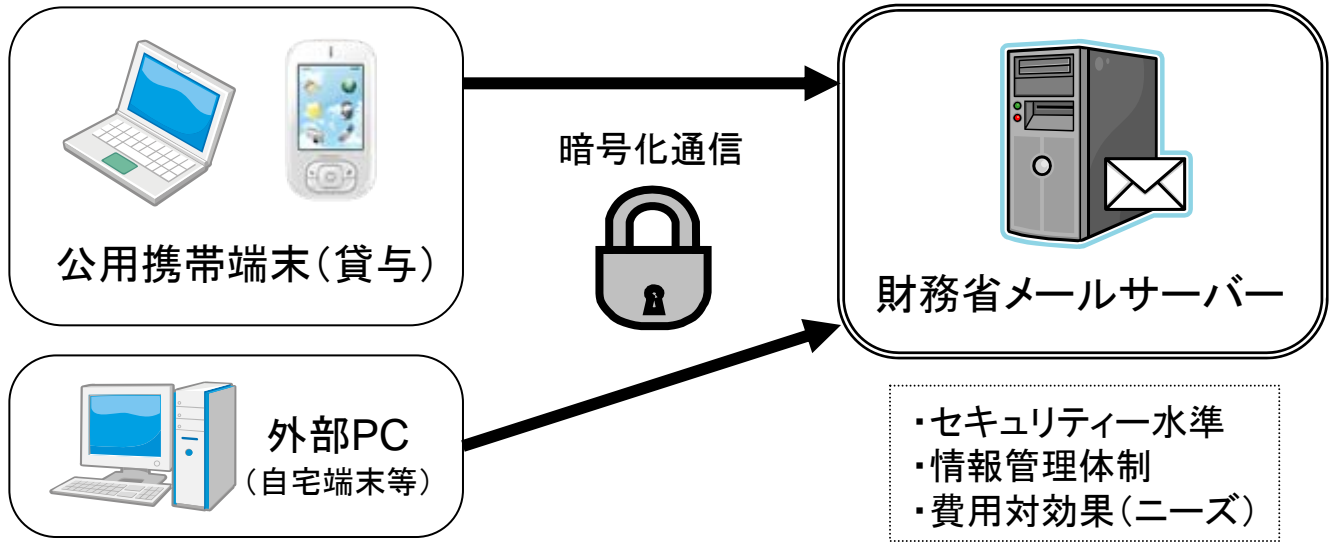 公用携帯端末(貸与)
暗号化通信
財務省メールサーバー
外部PC
(自宅端末等)
・セキュリティー水準
・情報管理体制
・費用対効果(ニーズ)